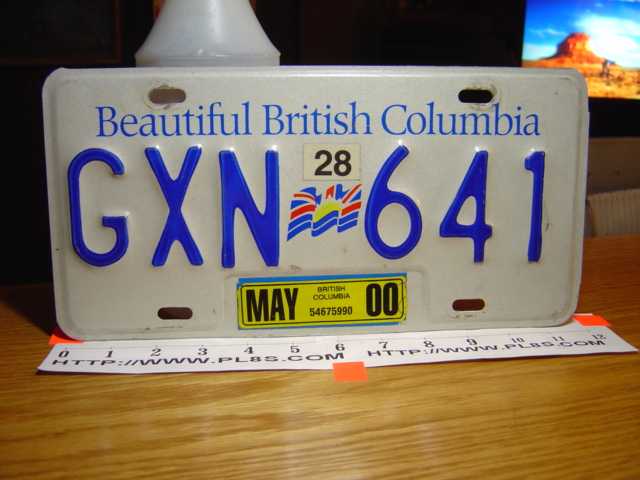 Beautiful British Columbia
GXN 28 641
MAY BRITISH COLUMBIA 54675990 00
0 1 2 3 4 5 6 7 8 9 10 11 12
HTTP://WWW.PL8S.COM HTTP://WWW.PL8S.COM